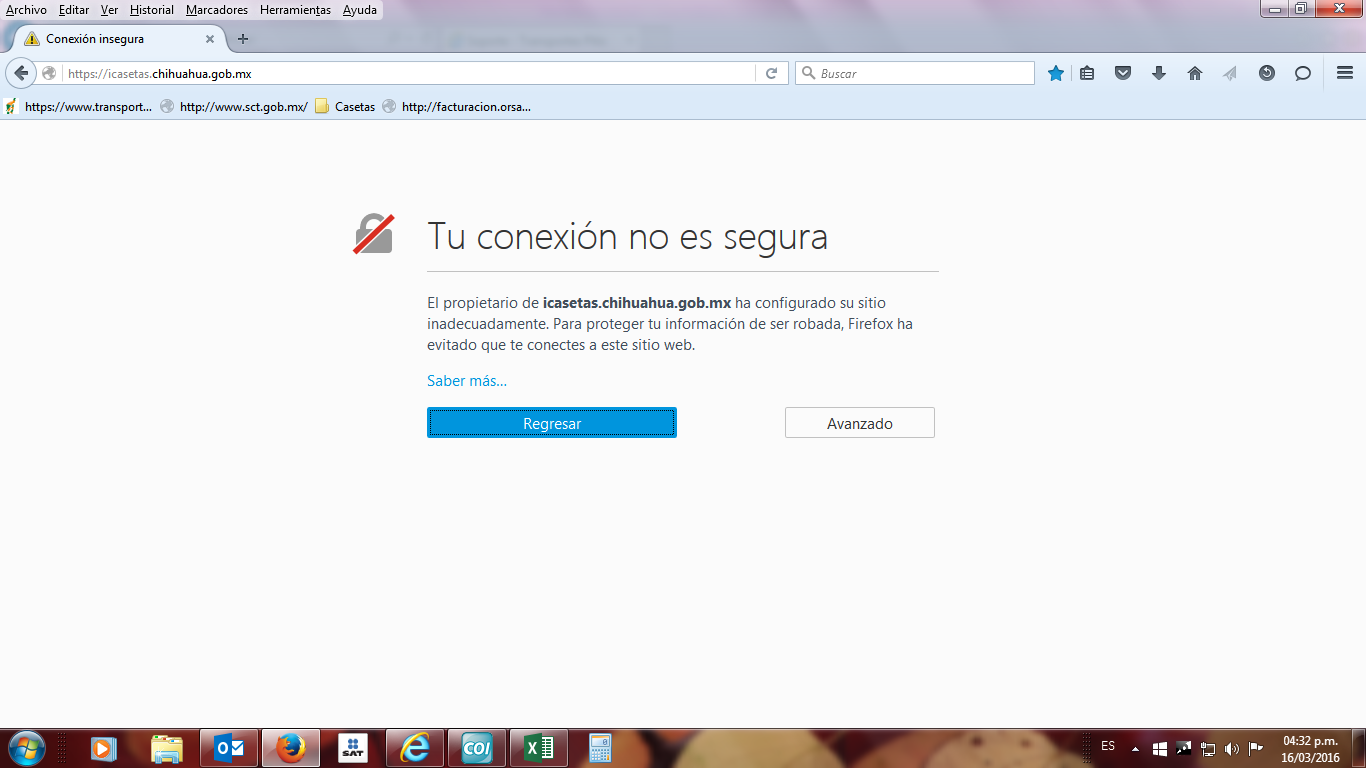 Archivo Editar Ver Historial Marcadores Herramientas Ayuda
Conexión insegura
https://icasetas.chihuahua.gob.mx
Buscar
https://www.transport... http://www.sct.gob.mx/ Casetas http://facturacion.orsa...
Tu conexión no es segura
El propietario de icasetas.chihuahua.gob.mx ha configurado su sitio
inadecuadamente. Para proteger tu información de ser robada, Firefox ha
evitado que te conectes a este sitio web.
Saber más...
Regresar
Avanzado
SAT
COI
ES
04:32 p.m.
16/03/2016